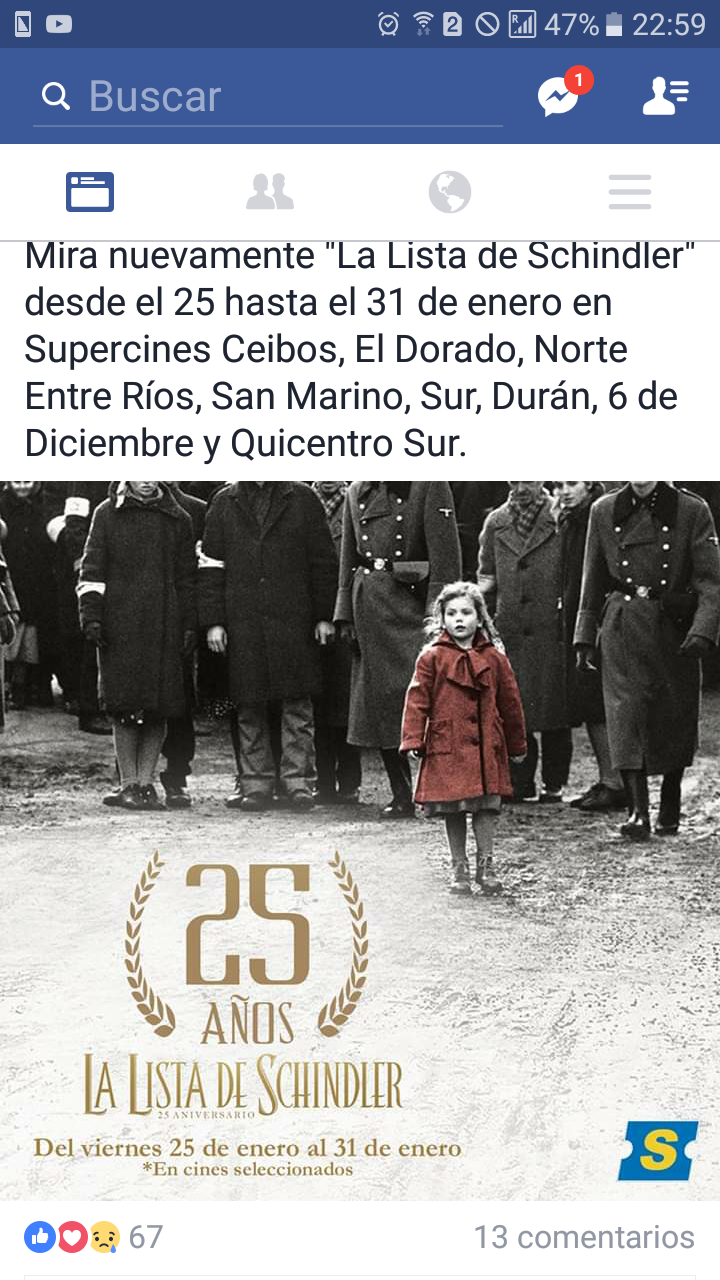 2
R
47%
22:59
Buscar
1
Mira nuevamente "La Lista de Schindler"
desde el 25 hasta el 31 de enero en
Supercines Ceibos, El Dorado, Norte
Entre Ríos, San Marino, Sur, Durán, 6 de
Diciembre y Quicentro Sur.
25
AÑOS
LA LISTA DE SCHINDLER
25 ANIVERSARIO
Del viernes 25 de enero al 31 de enero
*En cines seleccionados
S
67
13 comentarios